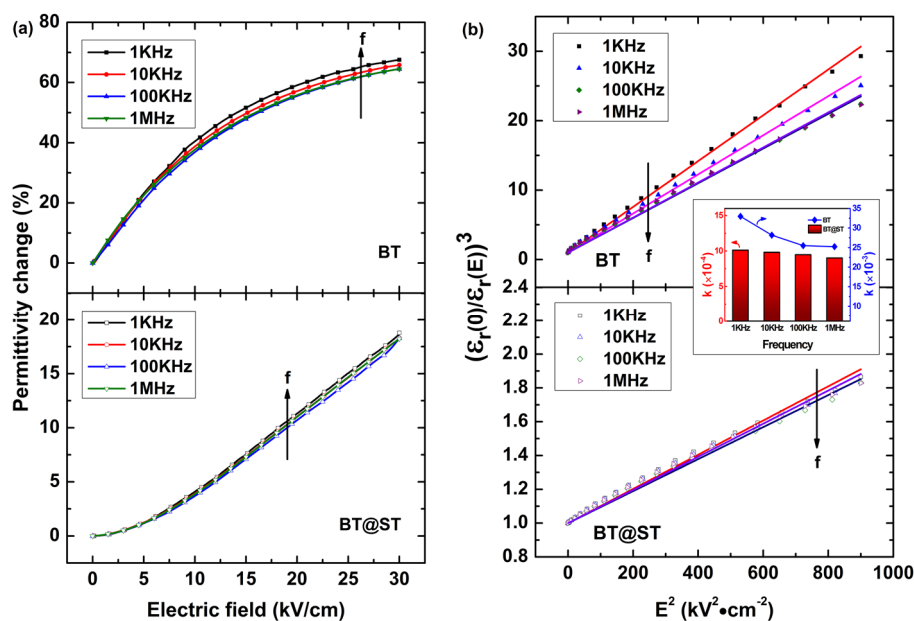 (a)
1KHz
10KHz
100KHz
1MHz
f
BT
80
60
40
20
0
Permittivity change (%)
1KHz
10KHz
100KHz
1MHz
f
BT@ST
20
15
10
5
0
0 5 10 15 20 25 30
Electric field (kV/cm)
(b)
1KHz
10KHz
100KHz
1MHz
f
BT
30
20
10
0
(εr(0)/εr(E))³
BT
BT@ST
15
10
5
0
k (×10⁻⁴)
35
30
25
20
15
10
k (×10⁻³)
1KHz 10KHz 100KHz 1MHz
Frequency
1KHz
10KHz
100KHz
1MHz
f
BT@ST
2.4
2.2
2.0
1.8
1.6
1.4
1.2
1.0
0.8
0 200 400 600 800 1000
E² (kV²•cm⁻²)